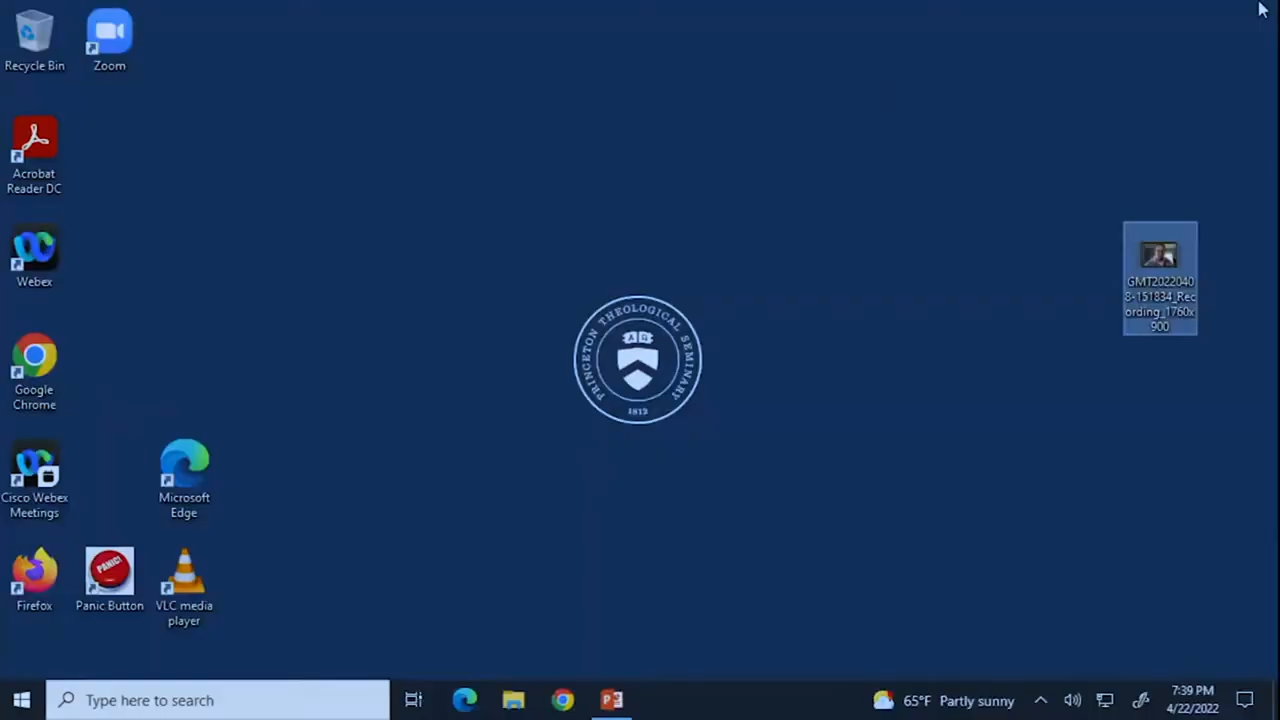 Recycle Bin
Zoom
Acrobat
Reader DC
Webex
Google
Chrome
Cisco Webex
Meetings
Microsoft
Edge
Firefox
PANIC!
Panic Button
VLC media
player
PRINCETON THEOLOGICAL SEMINARY
ΑΩ
1812
GMT2022040
8-151834_Rec
ording_1760x
900
Type here to search
65°F Partly sunny
7:39 PM
4/22/2022